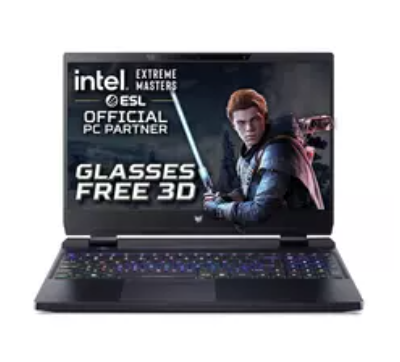 intel. EXTREME
MASTERS
ESL
OFFICIAL
PC PARTNER
GLASSES
FREE 3D